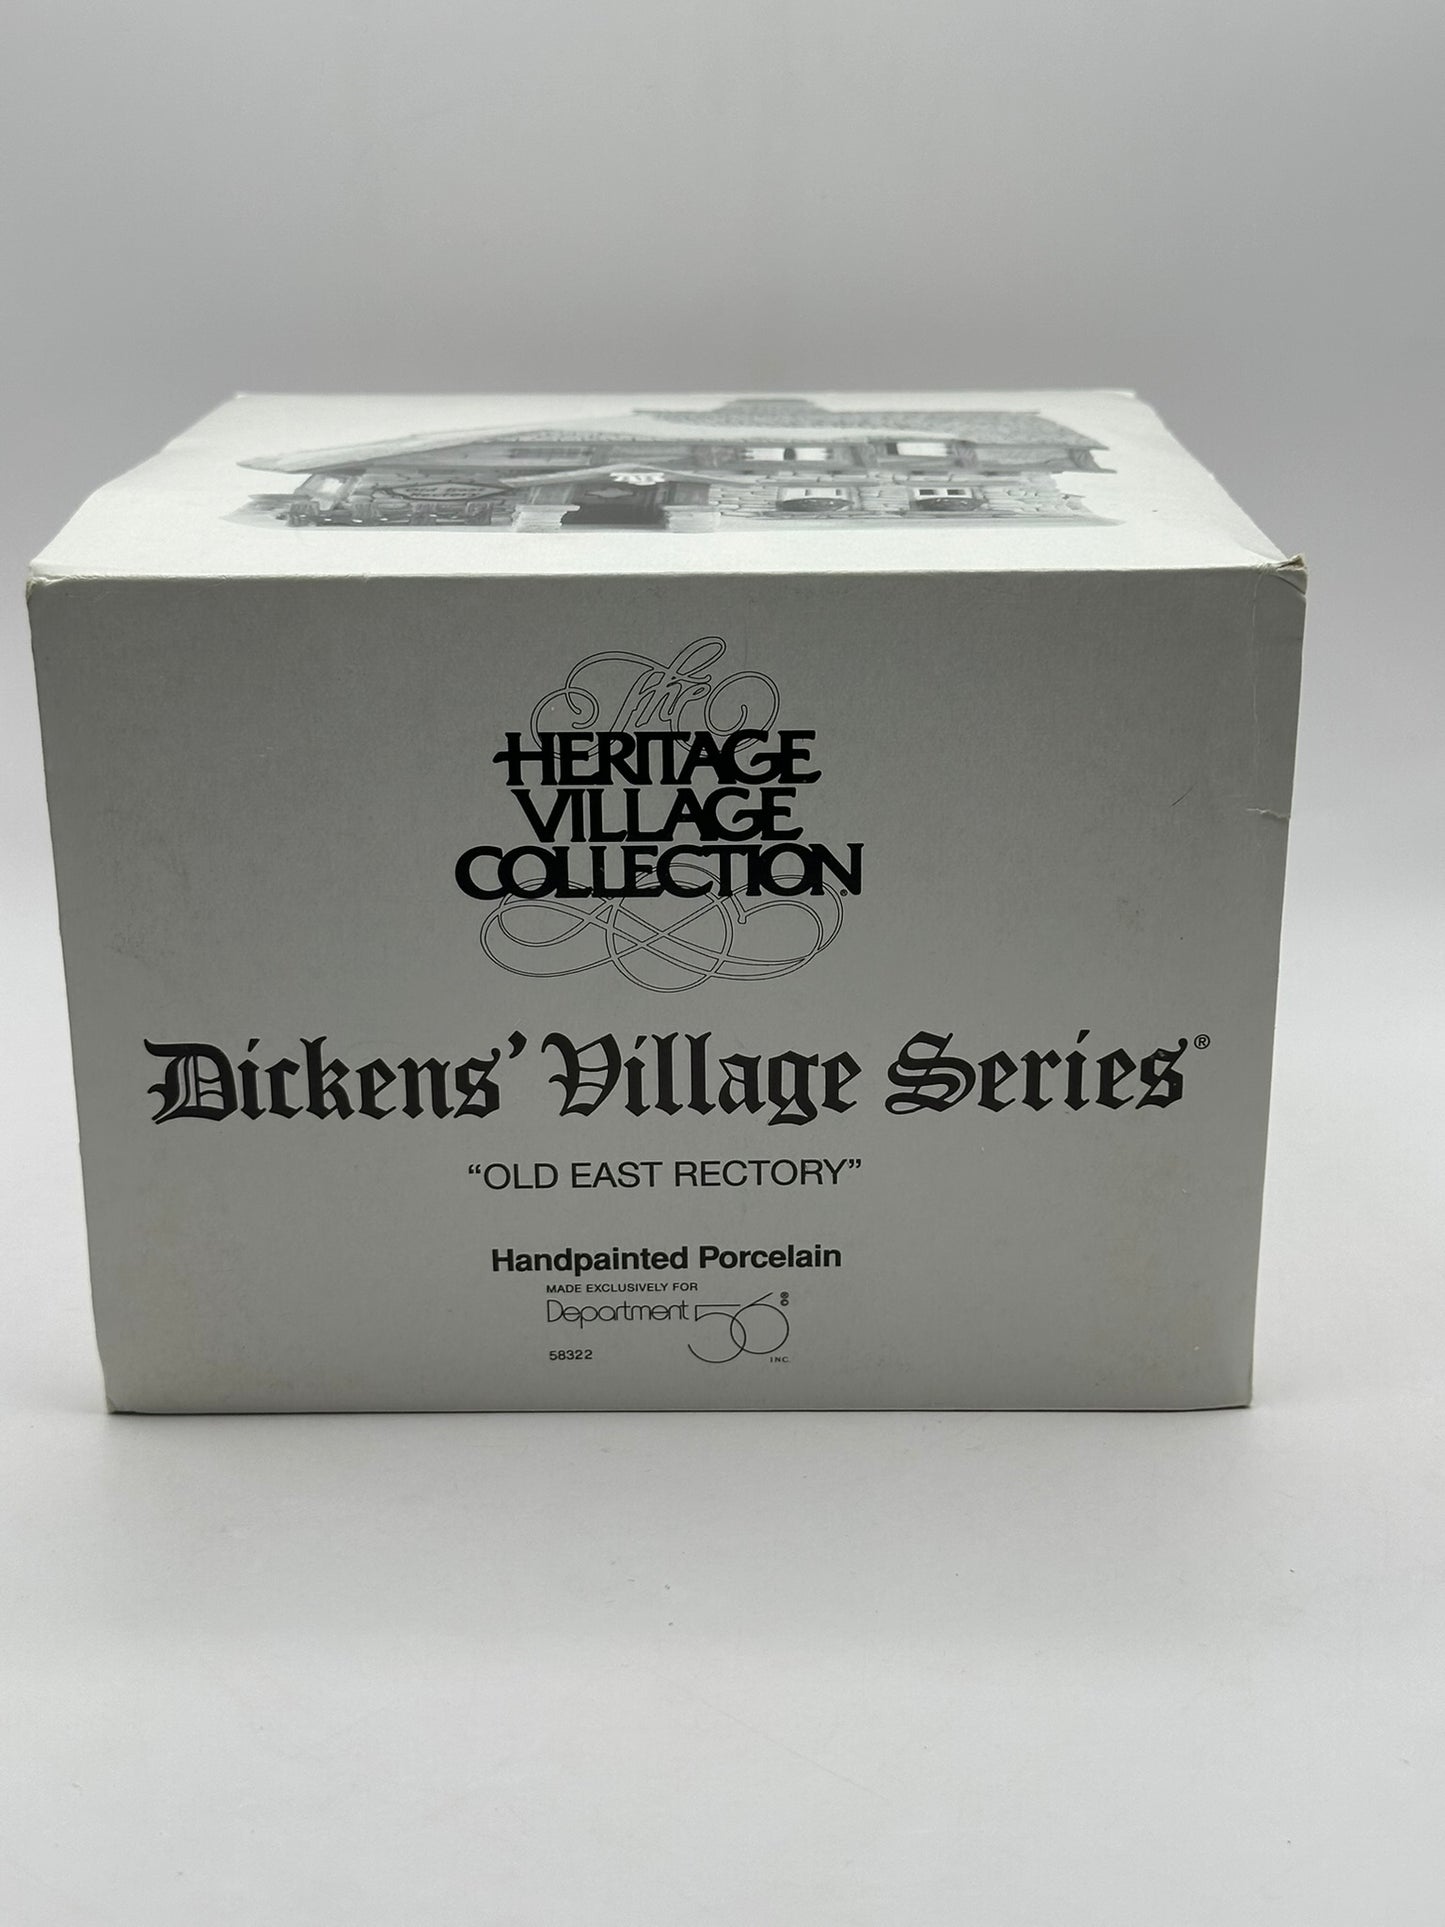 The
HERITAGE
VILLAGE
COLLECTION®
Dickens' Village Series®
“OLD EAST RECTORY”
Handpainted Porcelain
MADE EXCLUSIVELY FOR
Department 56 ®©
58322 INC.